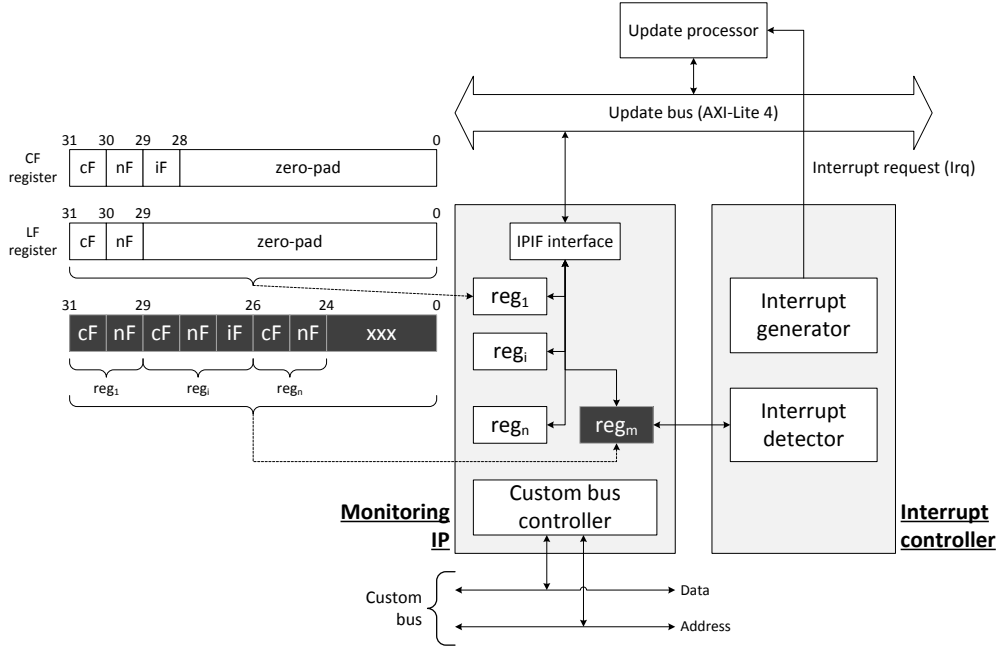 Update processor
Update bus (AXI-Lite 4)
Interrupt request (Irq)
31 30 29 28 0
CF
register
cF nF iF zero-pad
31 30 29 0
LF
register
cF nF zero-pad
31 29 26 24 0
cF nF cF nF iF cF nF xxx
reg1 regi regn
IPIF interface
reg1
regi
regn
regm
Custom bus
controller
Monitoring
IP
Interrupt
generator
Interrupt
detector
Interrupt
controller
Custom
bus
Data
Address